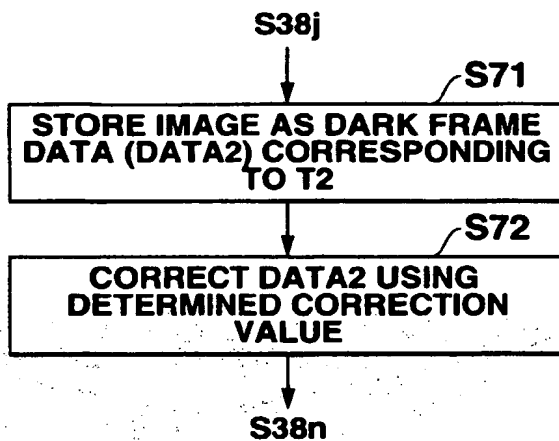 S38j
S71
STORE IMAGE AS DARK FRAME
DATA (DATA2) CORRESPONDING
TO T2
S72
CORRECT DATA2 USING
DETERMINED CORRECTION
VALUE
S38n